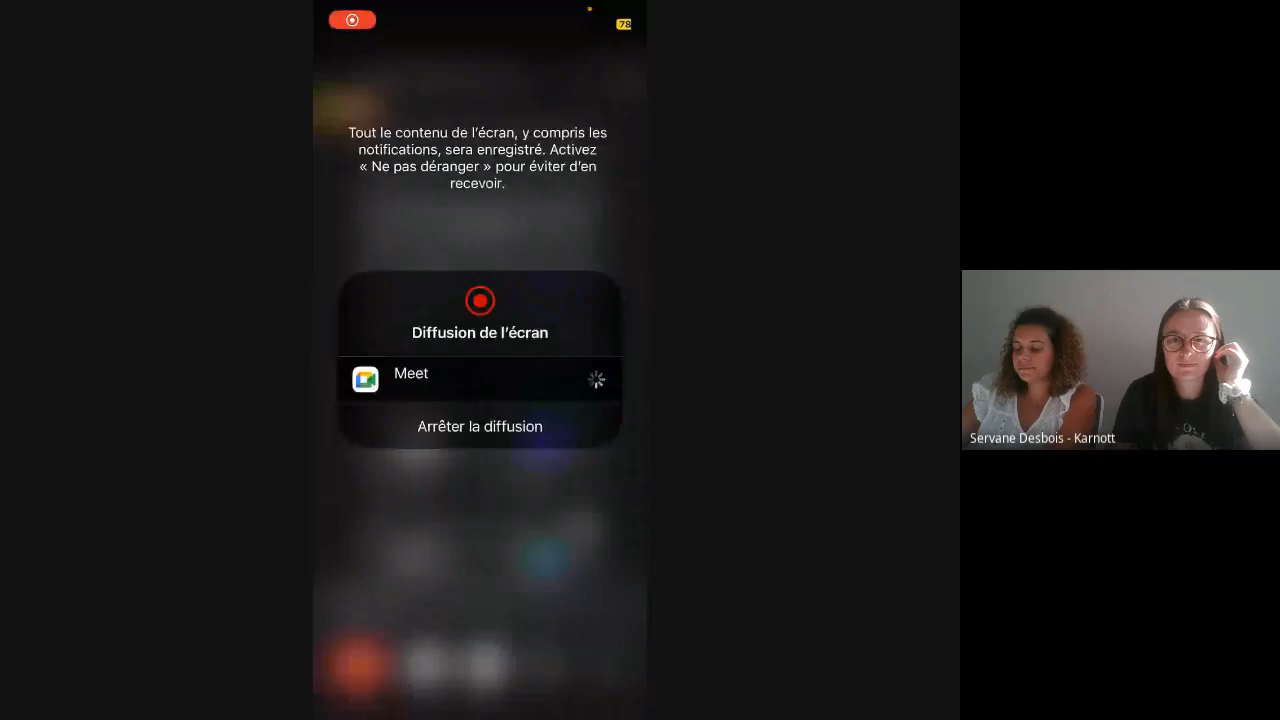 78
Tout le contenu de l'écran, y compris les
notifications, sera enregistré. Activez
« Ne pas déranger » pour éviter d'en
recevoir.
Diffusion de l'écran
Meet
Arrêter la diffusion
Servane Desbois - Karnott